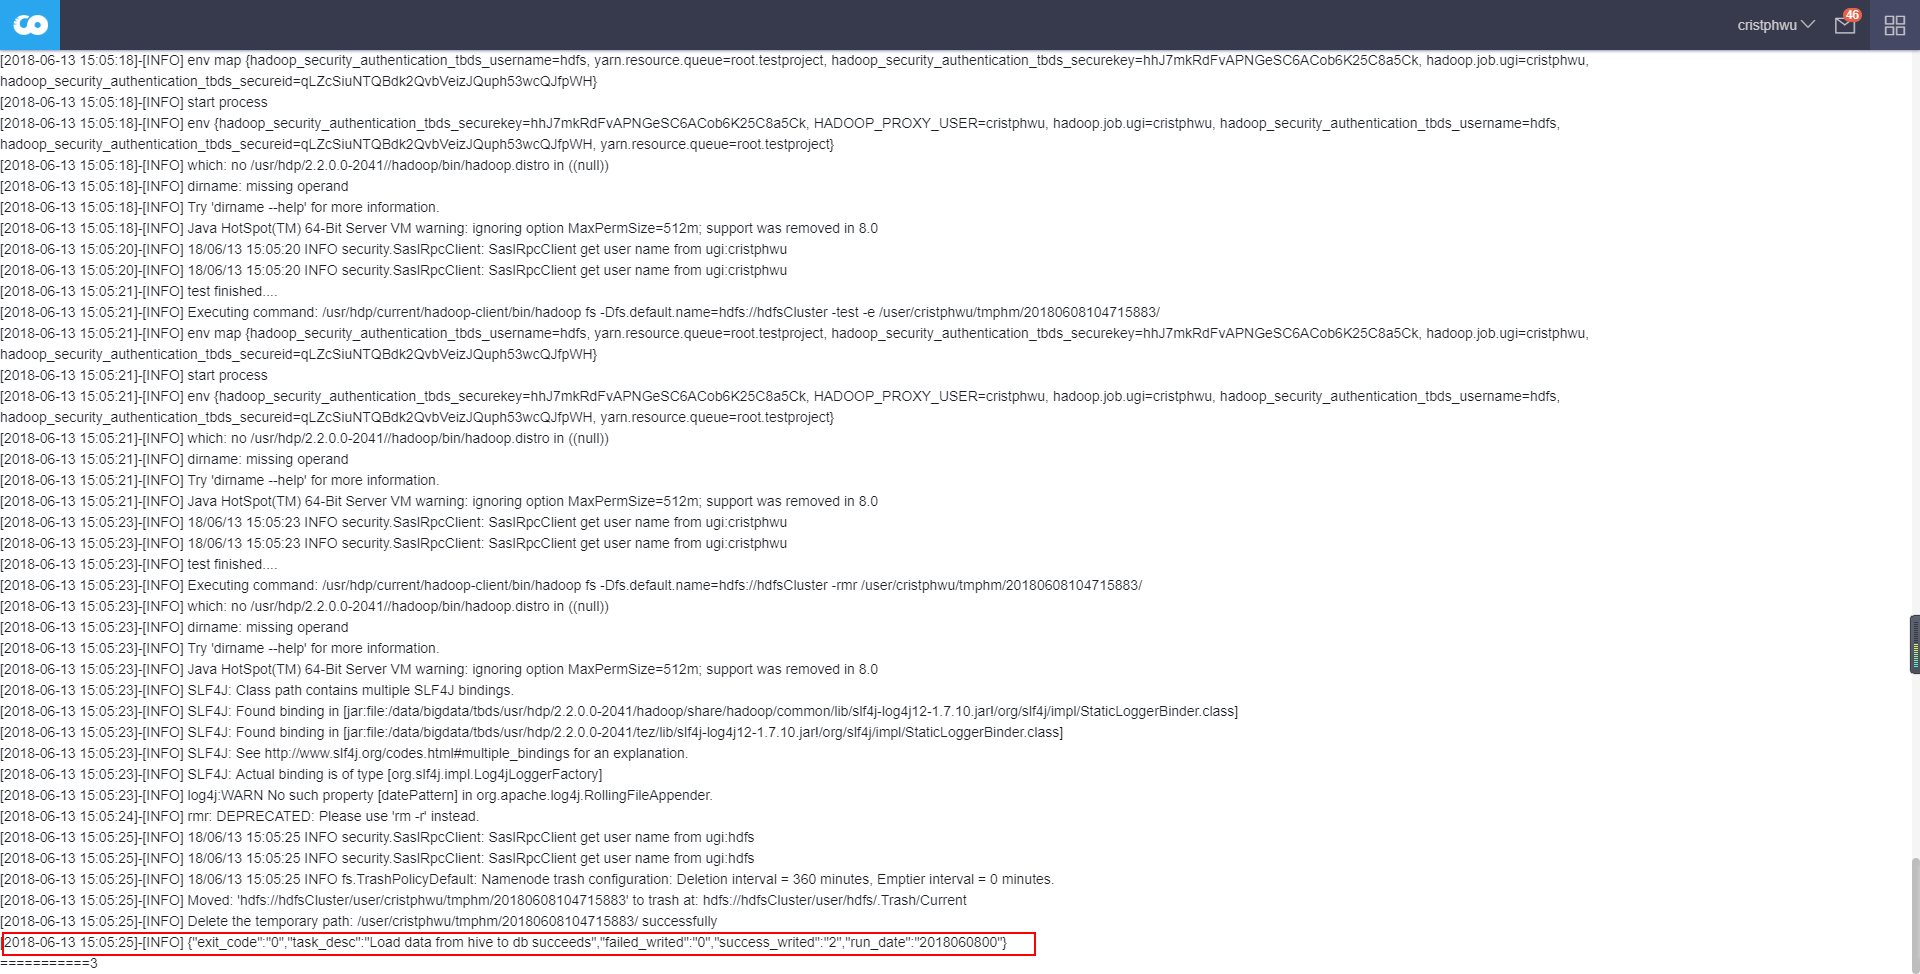 cristphwu
46
[2018-06-13 15:05:18]-[INFO] env map {hadoop_security_authentication_tbds_username=hdfs, yarn.resource.queue=root.testproject, hadoop_security_authentication_tbds_securekey=hhJ7mkRdFvAPNGeSC6ACob6K25C8a5Ck, hadoop.job.ugi=cristphwu,
hadoop_security_authentication_tbds_secureid=qLZcSiuNTQBdk2QvbVeizJQuph53wcQJfpWH}
[2018-06-13 15:05:18]-[INFO] start process
[2018-06-13 15:05:18]-[INFO] env {hadoop_security_authentication_tbds_securekey=hhJ7mkRdFvAPNGeSC6ACob6K25C8a5Ck, HADOOP_PROXY_USER=cristphwu, hadoop.job.ugi=cristphwu, hadoop_security_authentication_tbds_username=hdfs,
hadoop_security_authentication_tbds_secureid=qLZcSiuNTQBdk2QvbVeizJQuph53wcQJfpWH, yarn.resource.queue=root.testproject}
[2018-06-13 15:05:18]-[INFO] which: no /usr/hdp/2.2.0.0-2041//hadoop/bin/hadoop.distro in ((null))
[2018-06-13 15:05:18]-[INFO] dirname: missing operand
[2018-06-13 15:05:18]-[INFO] Try 'dirname --help' for more information.
[2018-06-13 15:05:18]-[INFO] Java HotSpot(TM) 64-Bit Server VM warning: ignoring option MaxPermSize=512m; support was removed in 8.0
[2018-06-13 15:05:20]-[INFO] 18/06/13 15:05:20 INFO security.SaslRpcClient: SaslRpcClient get user name from ugi:cristphwu
[2018-06-13 15:05:20]-[INFO] 18/06/13 15:05:20 INFO security.SaslRpcClient: SaslRpcClient get user name from ugi:cristphwu
[2018-06-13 15:05:21]-[INFO] test finished....
[2018-06-13 15:05:21]-[INFO] Executing command: /usr/hdp/current/hadoop-client/bin/hadoop fs -Dfs.default.name=hdfs://hdfsCluster -test -e /user/cristphwu/tmphm/20180608104715883/
[2018-06-13 15:05:21]-[INFO] env map {hadoop_security_authentication_tbds_username=hdfs, yarn.resource.queue=root.testproject, hadoop_security_authentication_tbds_securekey=hhJ7mkRdFvAPNGeSC6ACob6K25C8a5Ck, hadoop.job.ugi=cristphwu,
hadoop_security_authentication_tbds_secureid=qLZcSiuNTQBdk2QvbVeizJQuph53wcQJfpWH}
[2018-06-13 15:05:21]-[INFO] start process
[2018-06-13 15:05:21]-[INFO] env {hadoop_security_authentication_tbds_securekey=hhJ7mkRdFvAPNGeSC6ACob6K25C8a5Ck, HADOOP_PROXY_USER=cristphwu, hadoop.job.ugi=cristphwu, hadoop_security_authentication_tbds_username=hdfs,
hadoop_security_authentication_tbds_secureid=qLZcSiuNTQBdk2QvbVeizJQuph53wcQJfpWH, yarn.resource.queue=root.testproject}
[2018-06-13 15:05:21]-[INFO] which: no /usr/hdp/2.2.0.0-2041//hadoop/bin/hadoop.distro in ((null))
[2018-06-13 15:05:21]-[INFO] dirname: missing operand
[2018-06-13 15:05:21]-[INFO] Try 'dirname --help' for more information.
[2018-06-13 15:05:21]-[INFO] Java HotSpot(TM) 64-Bit Server VM warning: ignoring option MaxPermSize=512m; support was removed in 8.0
[2018-06-13 15:05:23]-[INFO] 18/06/13 15:05:23 INFO security.SaslRpcClient: SaslRpcClient get user name from ugi:cristphwu
[2018-06-13 15:05:23]-[INFO] 18/06/13 15:05:23 INFO security.SaslRpcClient: SaslRpcClient get user name from ugi:cristphwu
[2018-06-13 15:05:23]-[INFO] test finished....
[2018-06-13 15:05:23]-[INFO] Executing command: /usr/hdp/current/hadoop-client/bin/hadoop fs -Dfs.default.name=hdfs://hdfsCluster -rmr /user/cristphwu/tmphm/20180608104715883/
[2018-06-13 15:05:23]-[INFO] which: no /usr/hdp/2.2.0.0-2041//hadoop/bin/hadoop.distro in ((null))
[2018-06-13 15:05:23]-[INFO] dirname: missing operand
[2018-06-13 15:05:23]-[INFO] Try 'dirname --help' for more information.
[2018-06-13 15:05:23]-[INFO] Java HotSpot(TM) 64-Bit Server VM warning: ignoring option MaxPermSize=512m; support was removed in 8.0
[2018-06-13 15:05:23]-[INFO] SLF4J: Class path contains multiple SLF4J bindings.
[2018-06-13 15:05:23]-[INFO] SLF4J: Found binding in [jar:file:/data/bigdata/tbds/usr/hdp/2.2.0.0-2041/hadoop/share/hadoop/common/lib/slf4j-log4j12-1.7.10.jar!/org/slf4j/impl/StaticLoggerBinder.class]
[2018-06-13 15:05:23]-[INFO] SLF4J: Found binding in [jar:file:/data/bigdata/tbds/usr/hdp/2.2.0.0-2041/tez/lib/slf4j-log4j12-1.7.10.jar!/org/slf4j/impl/StaticLoggerBinder.class]
[2018-06-13 15:05:23]-[INFO] SLF4J: See http://www.slf4j.org/codes.html#multiple_bindings for an explanation.
[2018-06-13 15:05:23]-[INFO] SLF4J: Actual binding is of type [org.slf4j.impl.Log4jLoggerFactory]
[2018-06-13 15:05:23]-[INFO] log4j:WARN No such property [datePattern] in org.apache.log4j.RollingFileAppender.
[2018-06-13 15:05:24]-[INFO] rmr: DEPRECATED: Please use 'rm -r' instead.
[2018-06-13 15:05:25]-[INFO] 18/06/13 15:05:25 INFO security.SaslRpcClient: SaslRpcClient get user name from ugi:hdfs
[2018-06-13 15:05:25]-[INFO] 18/06/13 15:05:25 INFO security.SaslRpcClient: SaslRpcClient get user name from ugi:hdfs
[2018-06-13 15:05:25]-[INFO] 18/06/13 15:05:25 INFO fs.TrashPolicyDefault: Namenode trash configuration: Deletion interval = 360 minutes, Emptier interval = 0 minutes.
[2018-06-13 15:05:25]-[INFO] Moved: 'hdfs://hdfsCluster/user/cristphwu/tmphm/20180608104715883' to trash at: hdfs://hdfsCluster/user/hdfs/.Trash/Current
[2018-06-13 15:05:25]-[INFO] Delete the temporary path: /user/cristphwu/tmphm/20180608104715883/ successfully
[2018-06-13 15:05:25]-[INFO] {"exit_code":"0","task_desc":"Load data from hive to db succeeds","failed_writed":"0","success_writed":"2","run_date":"2018060800"}
===========3